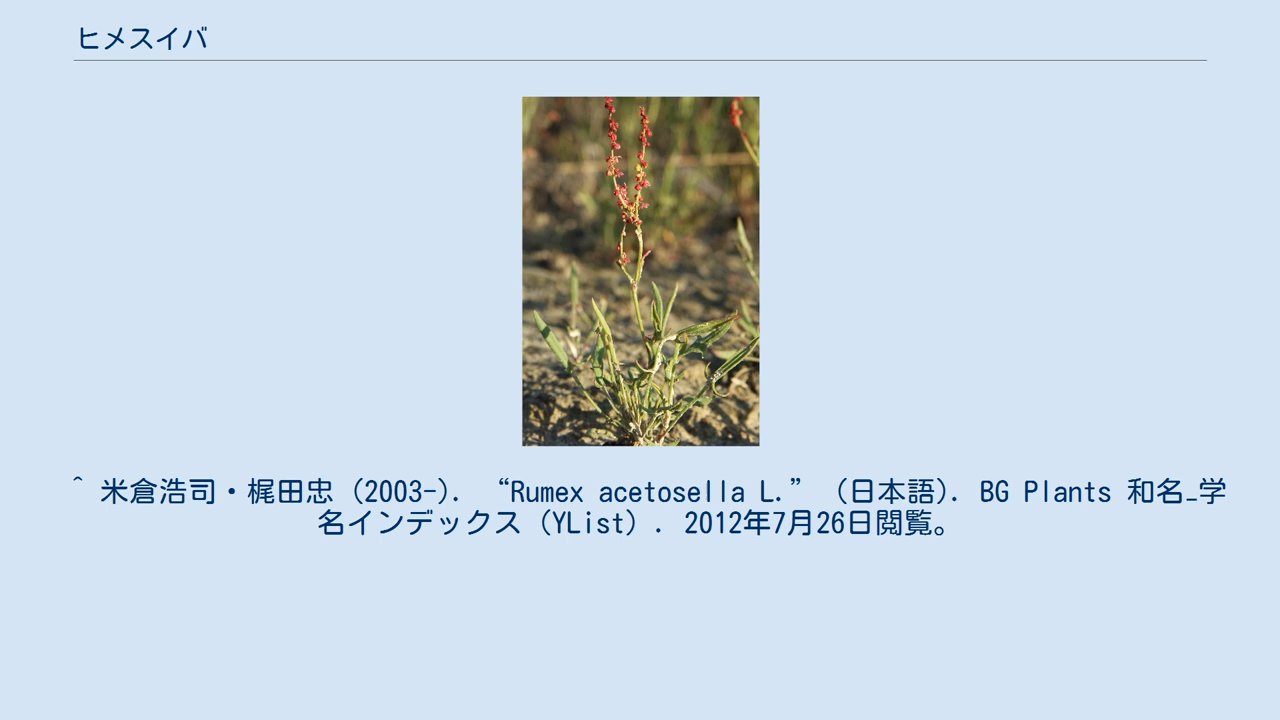 ヒメスイバ
^ 米倉浩司・梶田忠 (2003-). “Rumex acetosella L.” (日本語). BG Plants 和名−学
名インデックス（YList）. 2012年7月26日閲覧。